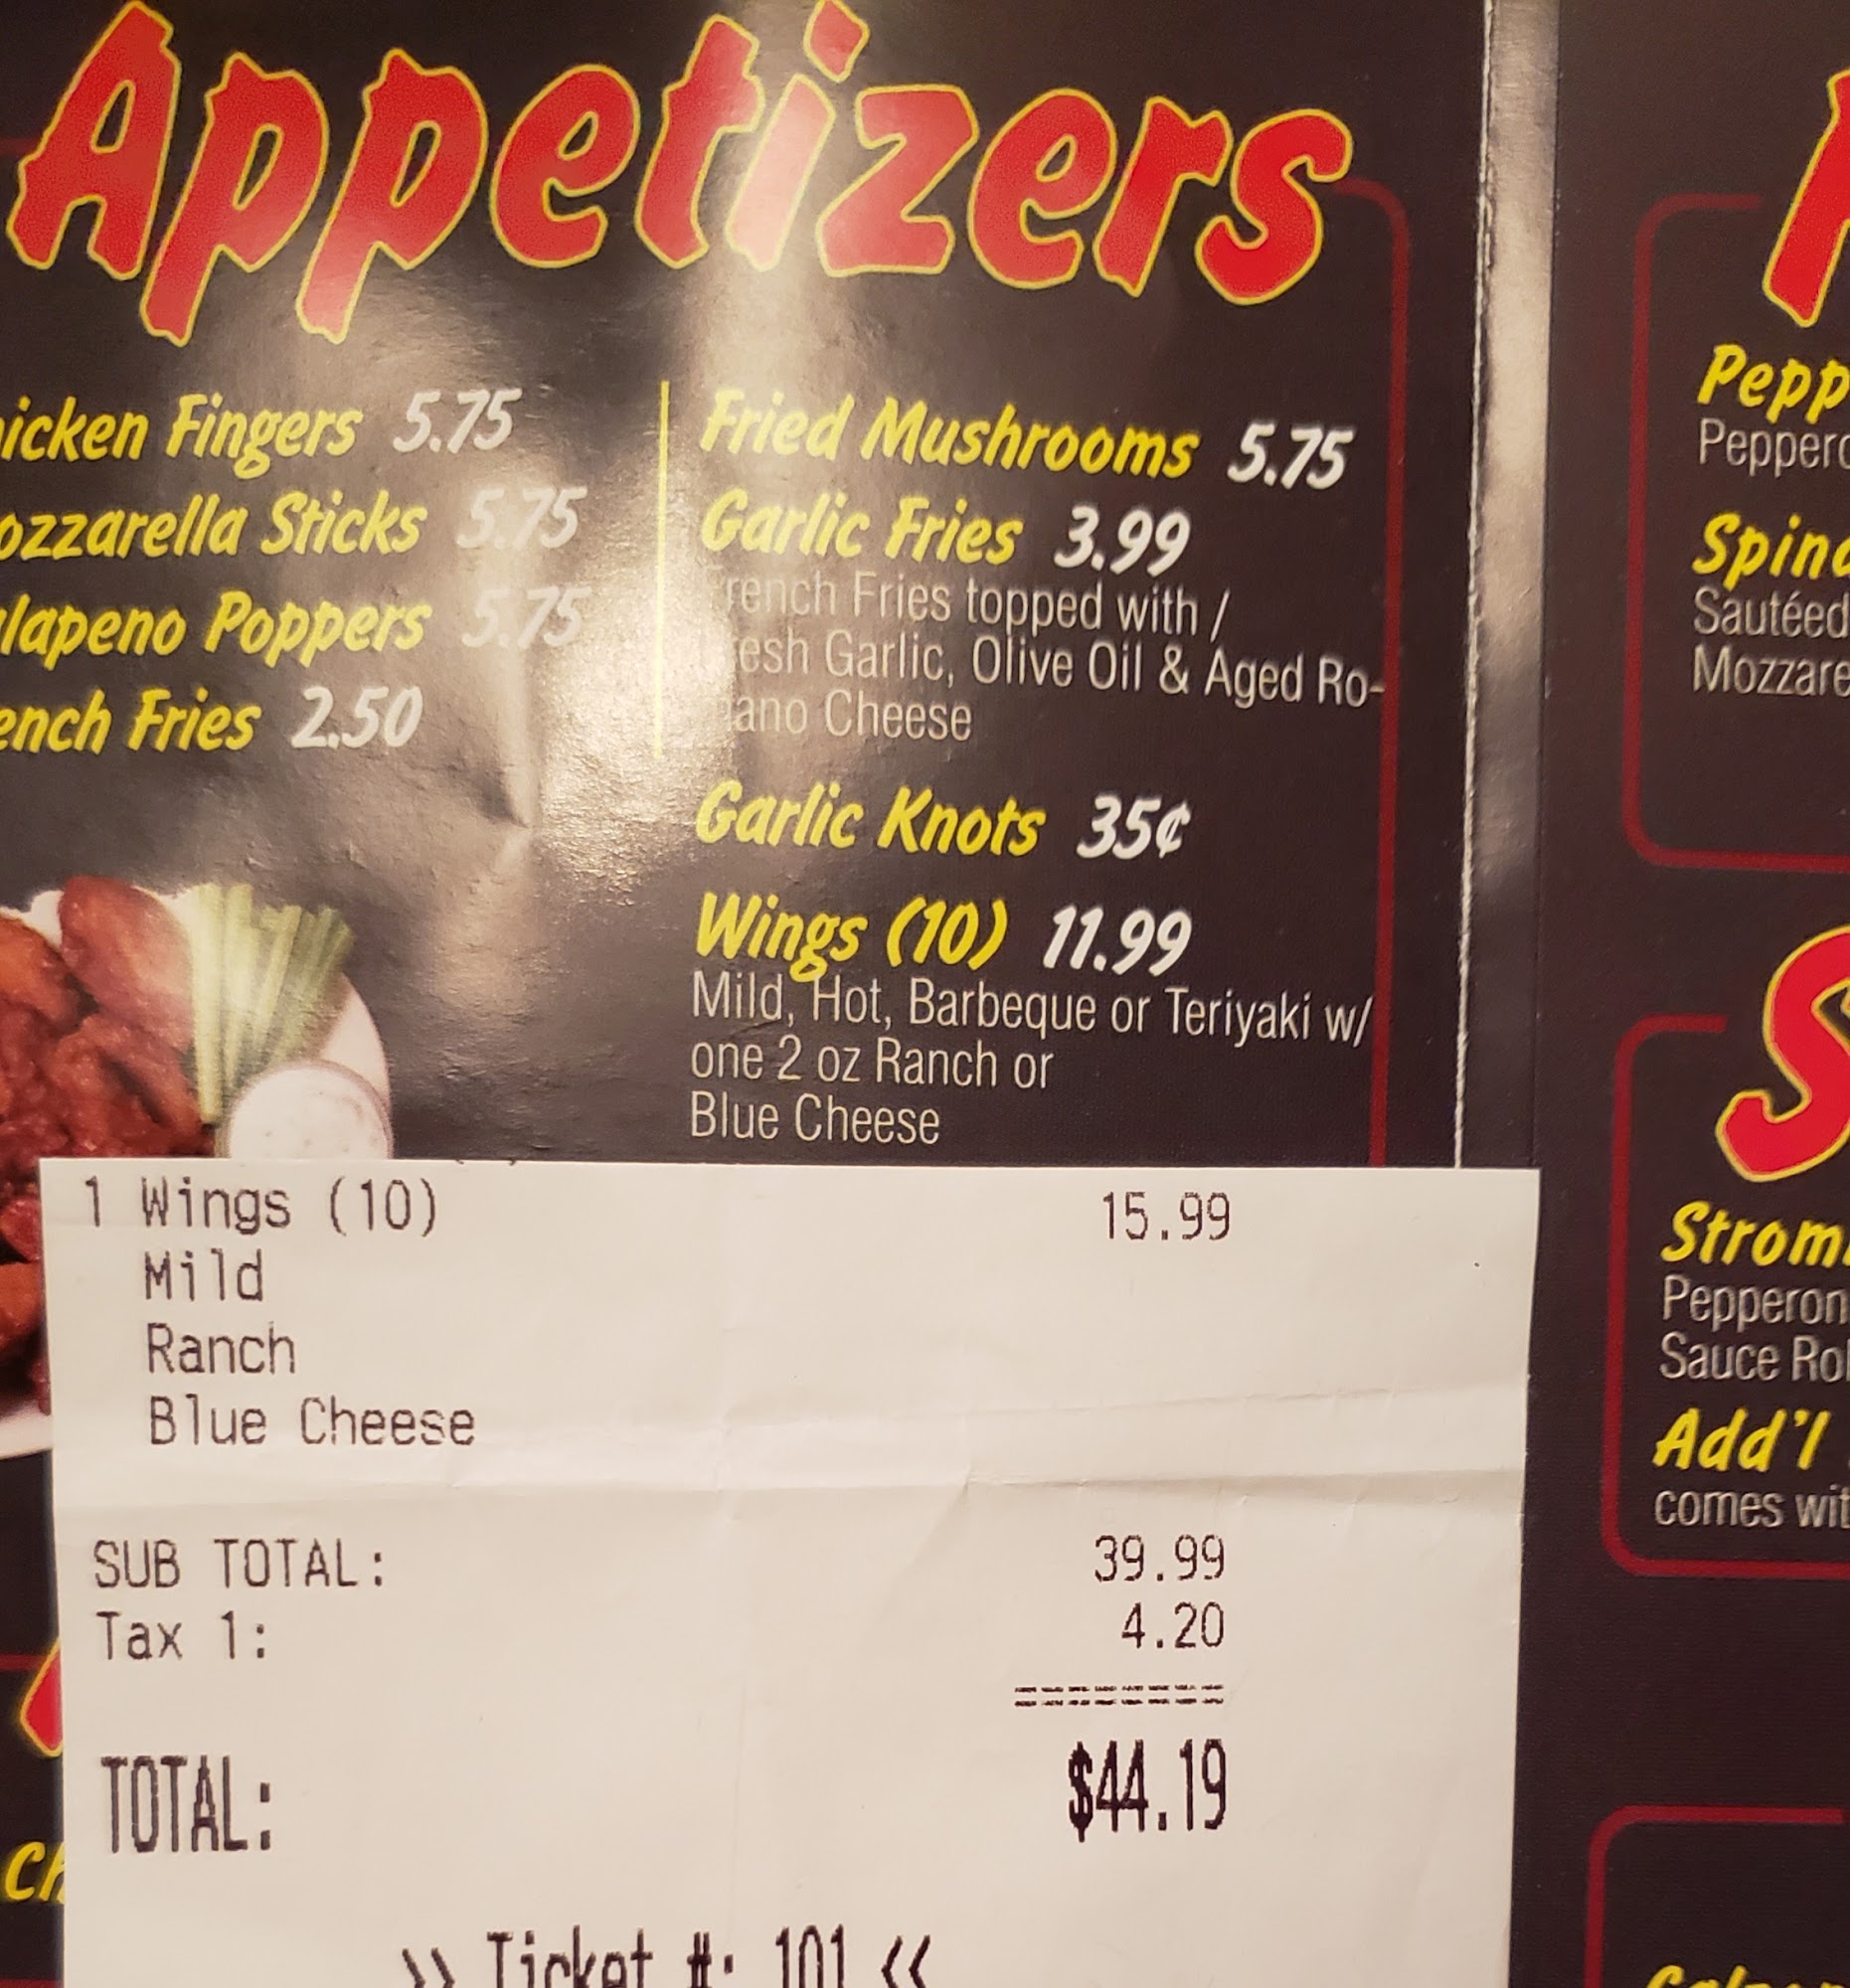 Appetizers
icken Fingers 5.75
ozzarella Sticks 5.75
lapeno Poppers 5.75
ench Fries 2.50
Fried Mushrooms 5.75
Garlic Fries 3.99
rench Fries topped with /
esh Garlic, Olive Oil & Aged Ro-
ano Cheese
Garlic Knots 35¢
Wings (10) 11.99
Mild, Hot, Barbeque or Teriyaki w/
one 2 oz Ranch or
Blue Cheese
1 Wings (10) 15.99
Mild
Ranch
Blue Cheese
SUB TOTAL: 39.99
Tax 1: 4.20
========
TOTAL: $44.19
>> Ticket #: 101 <<
Ch
Pepp
Pepper
Spin
Sautéed
Mozzare
S
Strom
Pepperon
Sauce Rol
Add'l
comes wit